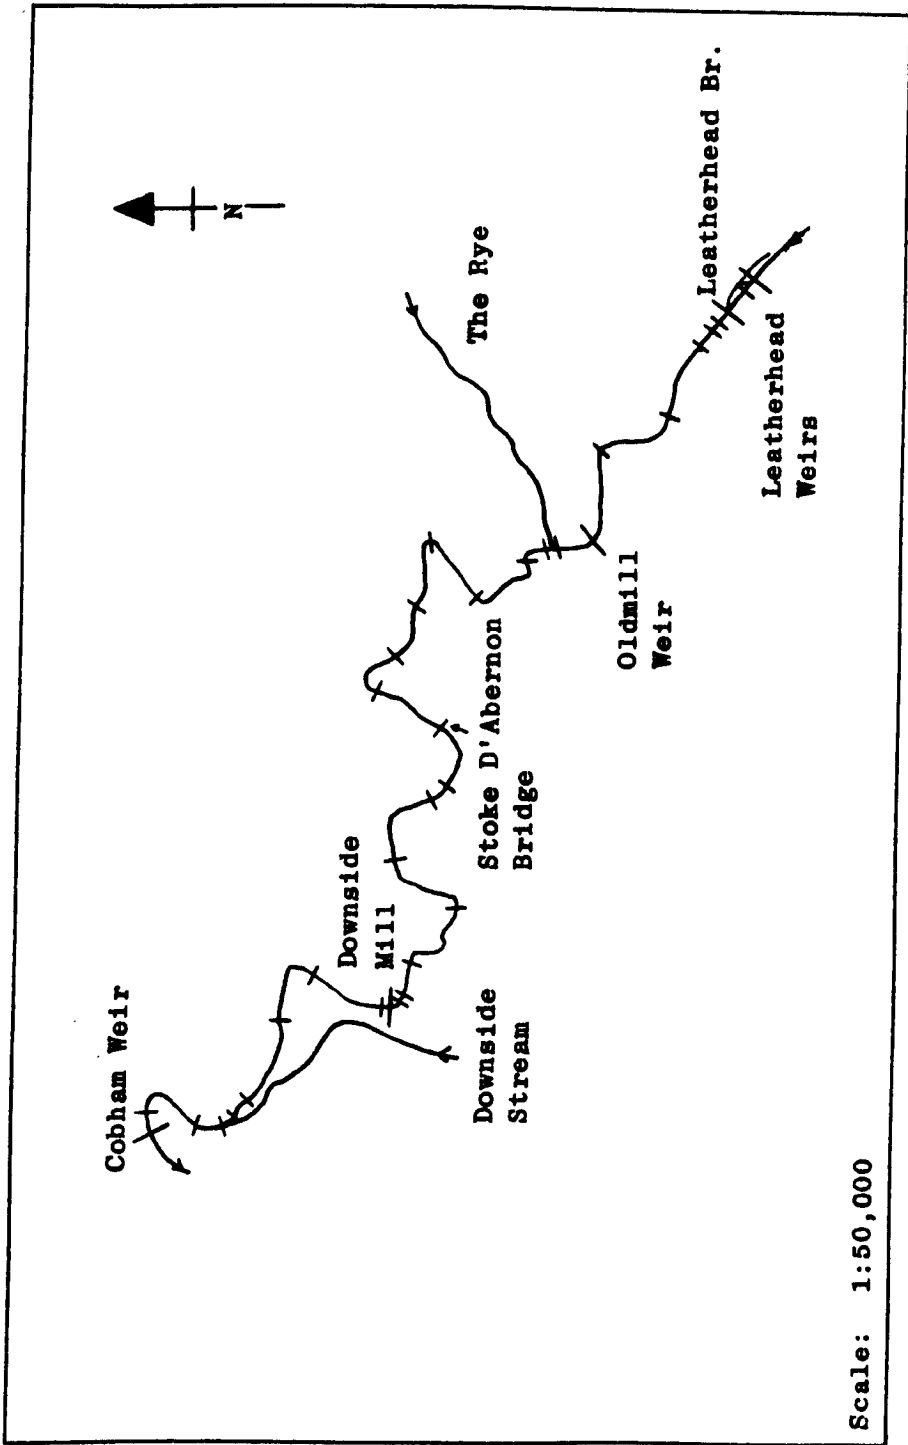 Cobham Weir
N
Downside
Mill
The Rye
Leatherhead Br.
Downside
Stream
Stoke D'Abernon
Bridge
Oldmill
Weir
Leatherhead
Weirs
Scale: 1:50,000